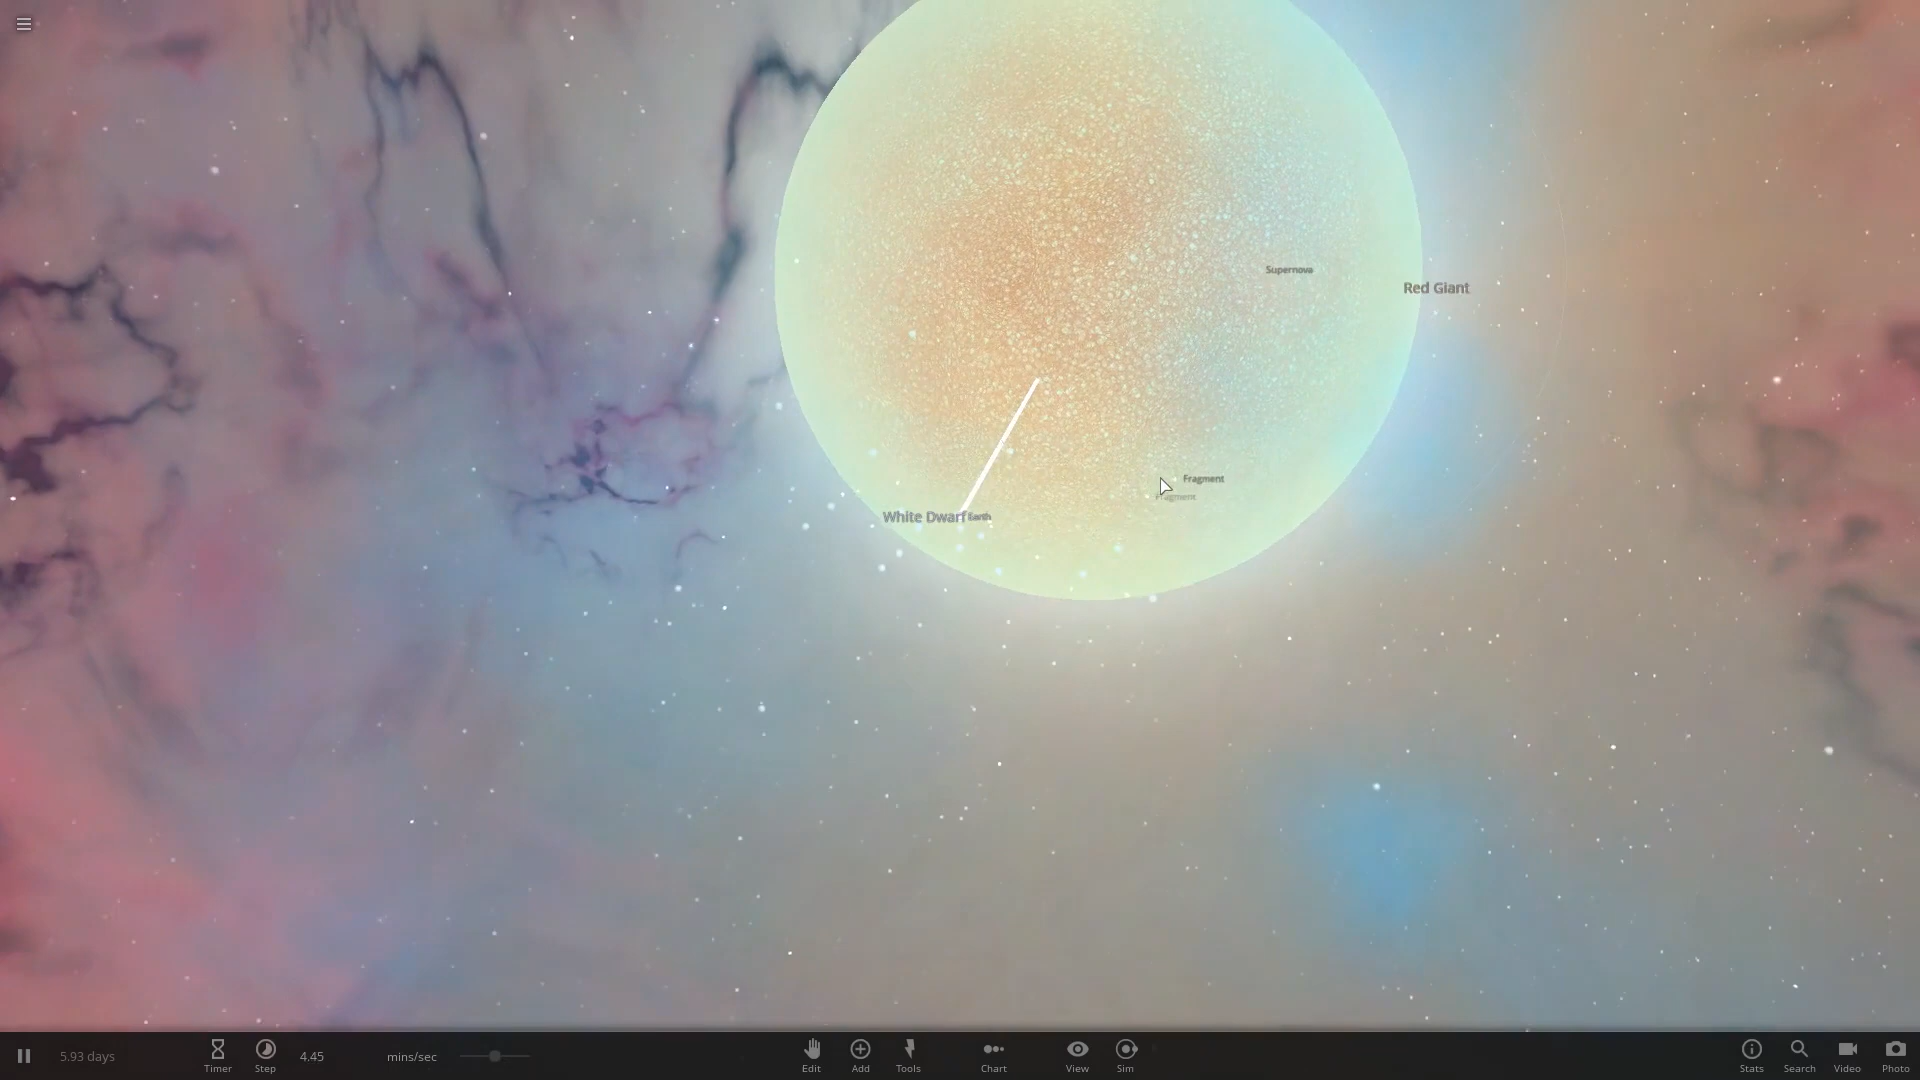 Supernova
Red Giant
Fragment
Fragment
White Dwarf
Earth
5.93 days
Timer
Step
4.45
mins/sec
Edit
Add
Tools
Chart
View
Sim
Stats
Search
Video
Photo